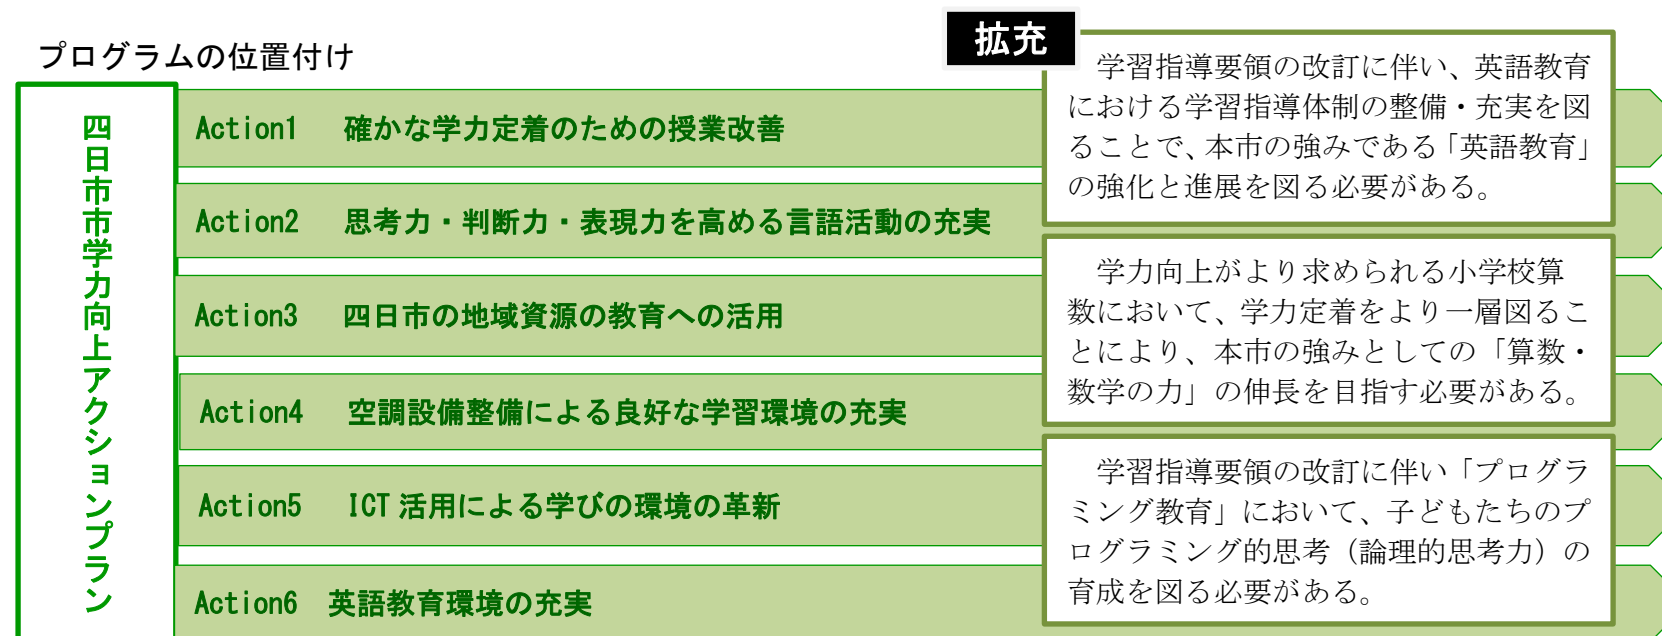 プログラムの位置付け
四日市市学力向上アクションプラン
Action1 確かな学力定着のための授業改善
Action2 思考力・判断力・表現力を高める言語活動の充実
Action3 四日市の地域資源の教育への活用
Action4 空調設備整備による良好な学習環境の充実
Action5 ICT活用による学びの環境の革新
Action6 英語教育環境の充実
拡充
学習指導要領の改訂に伴い、英語教育
における学習指導体制の整備・充実を図
ることで、本市の強みである「英語教育」
の強化と進展を図る必要がある。
学力向上がより求められる小学校算
数において、学力定着をより一層図るこ
とにより、本市の強みとしての「算数・
数学の力」の伸長を目指す必要がある。
学習指導要領の改訂に伴い「プログラ
ミング教育」において、子どもたちのプ
ログラミング的思考（論理的思考力）の
育成を図る必要がある。